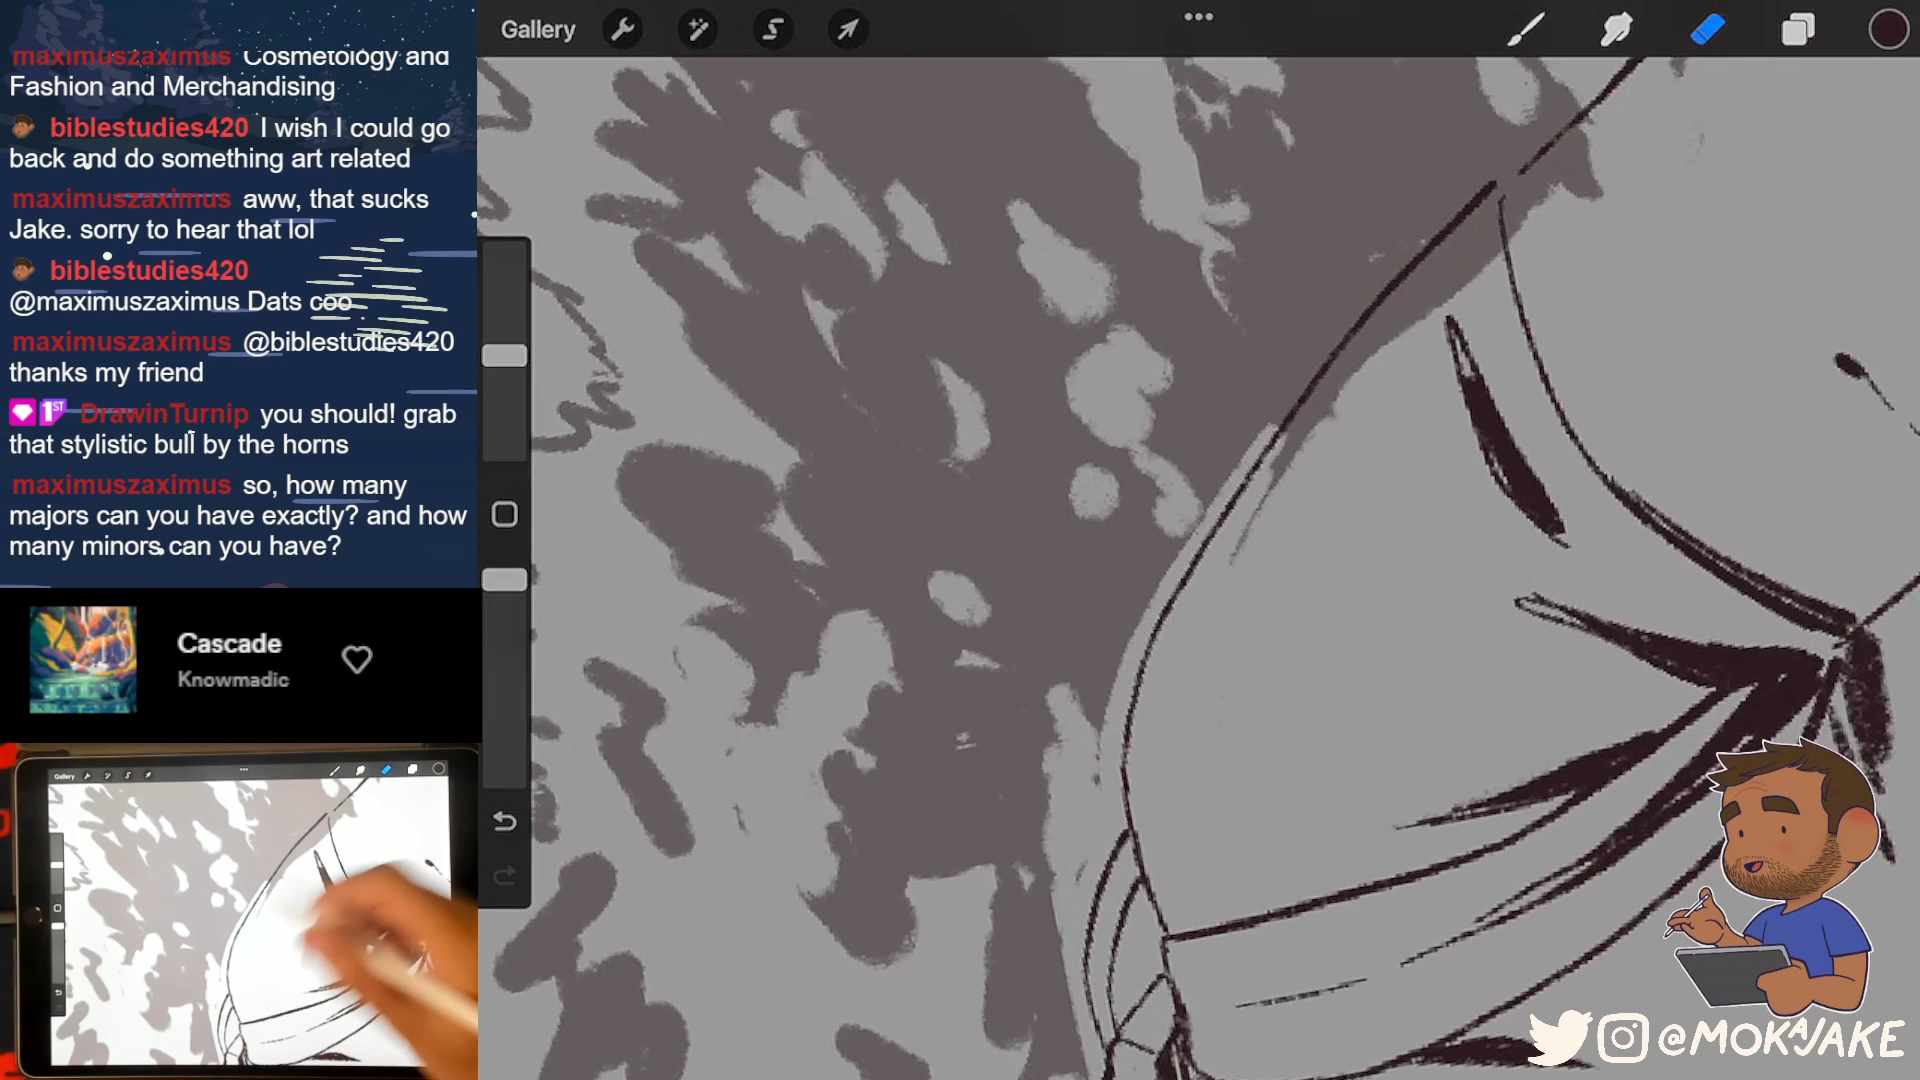 maximuszaximus Cosmetology and
Fashion and Merchandising
biblestudies420 I wish I could go
back and do something art related
maximuszaximus aww, that sucks
Jake. sorry to hear that lol
biblestudies420
@maximuszaximus Dats coo
maximuszaximus @biblestudies420
thanks my friend
1ST DrawinTurnip you should! grab
that stylistic bull by the horns
maximuszaximus so, how many
majors can you have exactly? and how
many minors can you have?
Cascade
Knowmadic
Gallery
Gallery
@MOKAJAKE